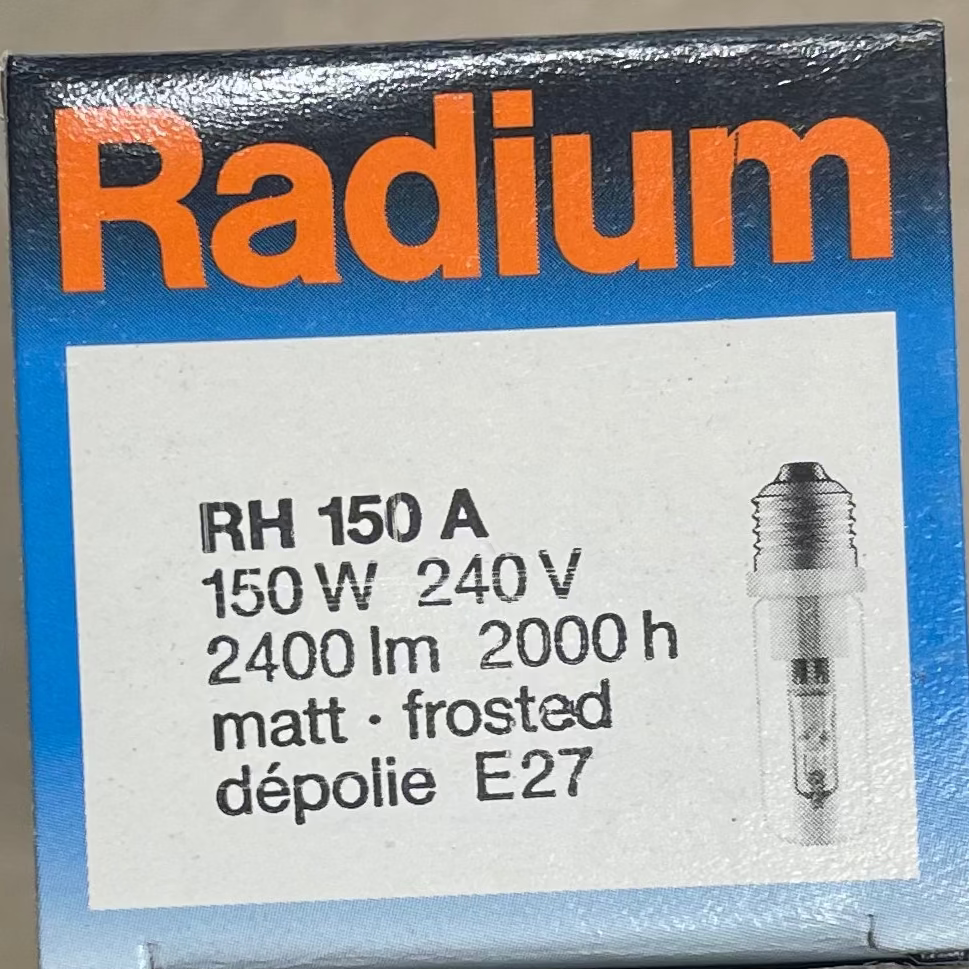 Radium
RH 150 A
150 W 240 V
2400 lm 2000 h
matt · frosted
dépolie E27